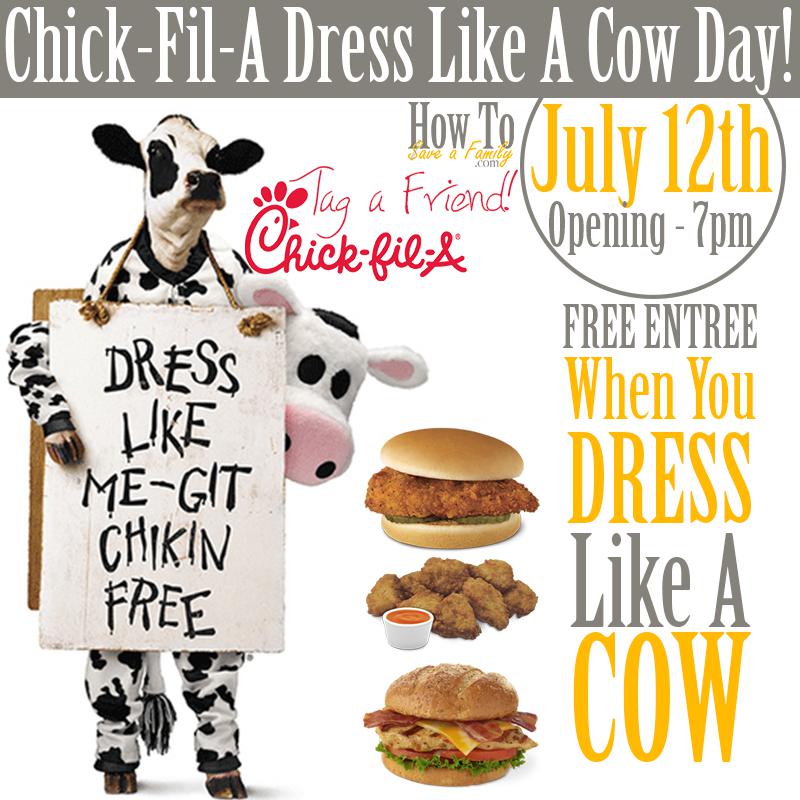 Chick-Fil-A Dress Like A Cow Day!
How To
Save a Family
.com
July 12th
Opening - 7pm
Tag a Friend!
Chick-fil-A®
DRESS
LIKE
ME-GIT
CHIKIN
FREE
FREE ENTREE
When You
DRESS
Like A
COW